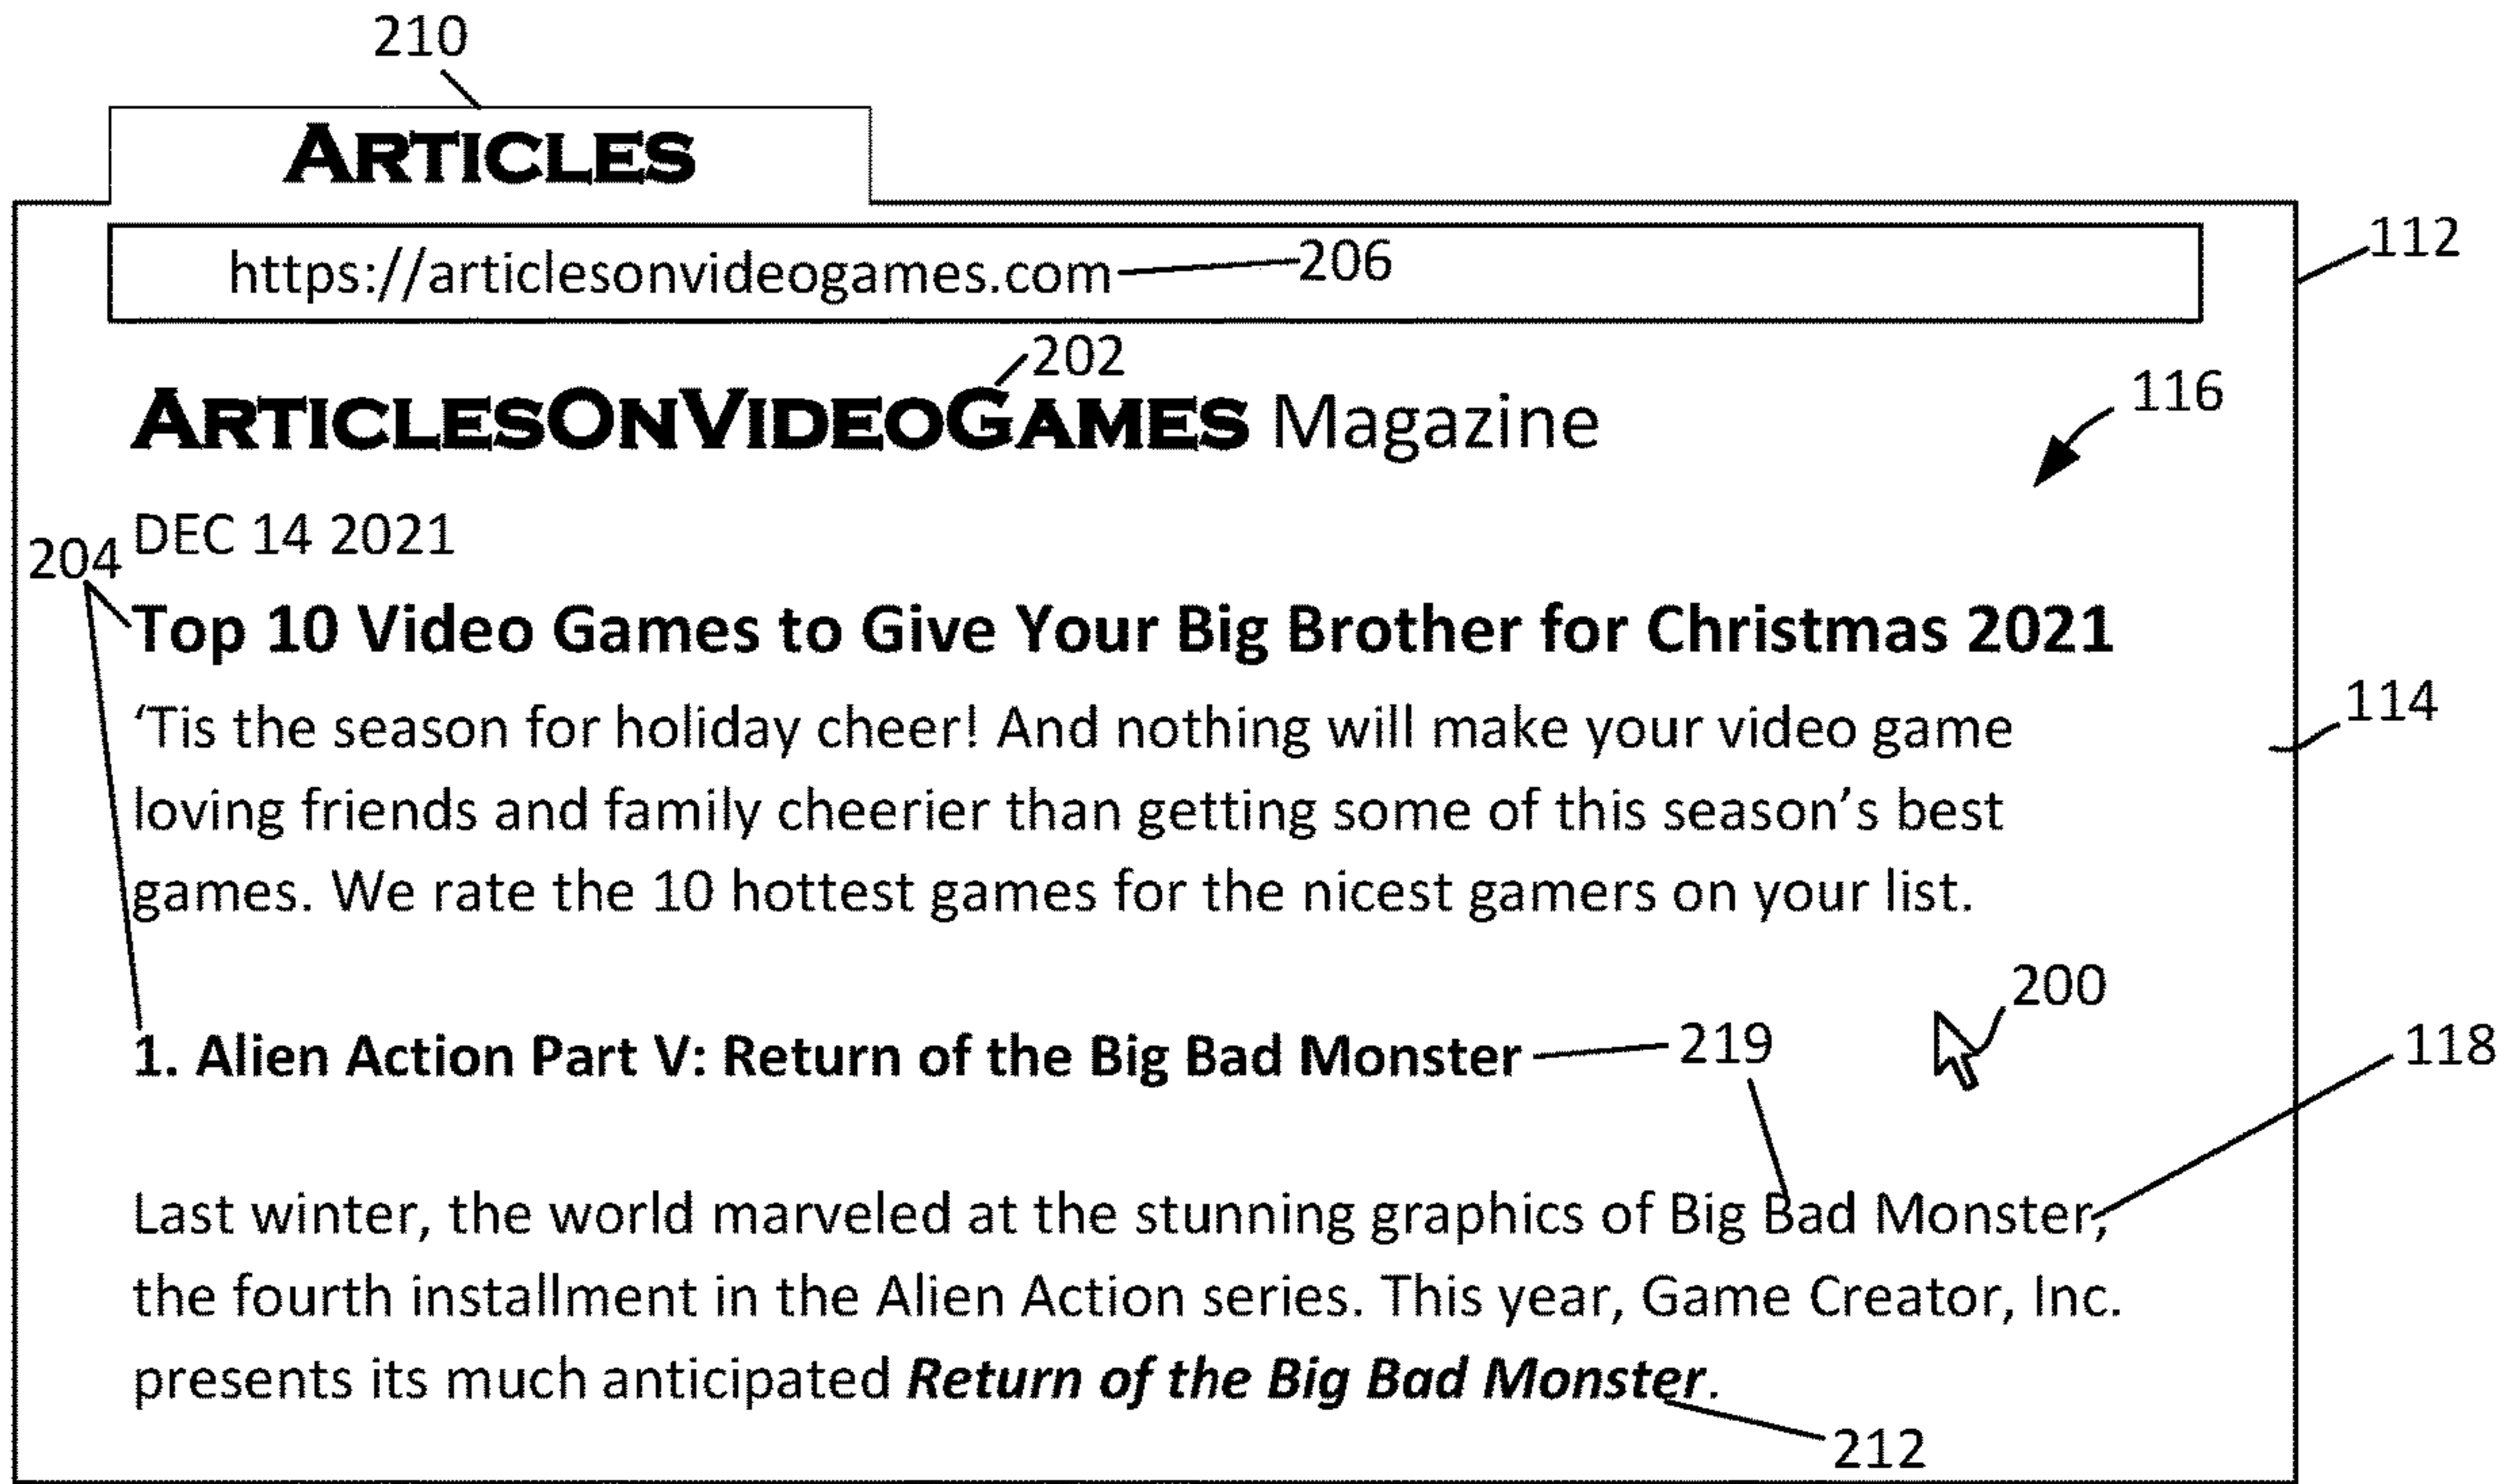 210
ARTICLES
https://articlesonvideogames.com 206
112
202
ARTICLESONVIDEOGAMES Magazine
116
DEC 14 2021
204
Top 10 Video Games to Give Your Big Brother for Christmas 2021
‘Tis the season for holiday cheer! And nothing will make your video game
114
loving friends and family cheerier than getting some of this season’s best
games. We rate the 10 hottest games for the nicest gamers on your list.
200
1. Alien Action Part V: Return of the Big Bad Monster 219
118
Last winter, the world marveled at the stunning graphics of Big Bad Monster,
the fourth installment in the Alien Action series. This year, Game Creator, Inc.
presents its much anticipated Return of the Big Bad Monster.
212